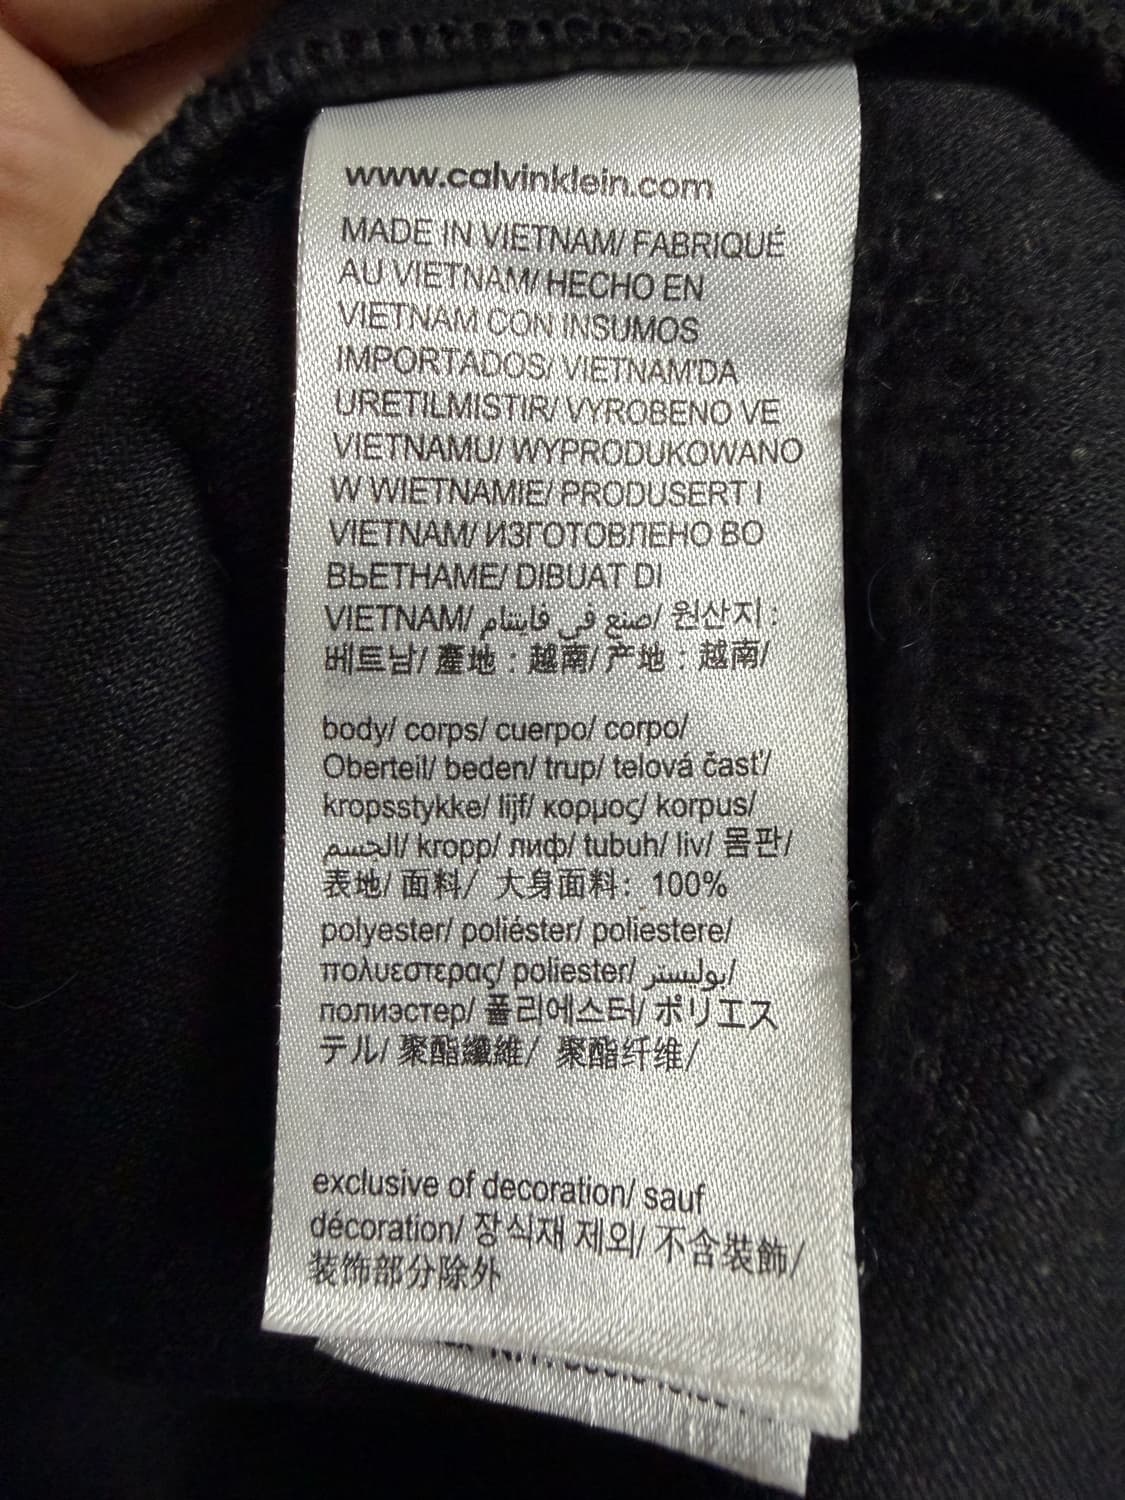 www.calvinklein.com
MADE IN VIETNAM/ FABRIQUÉ
AU VIETNAM/ HECHO EN
VIETNAM CON INSUMOS
IMPORTADOS/ VIETNAM'DA
URETILMISTIR/ VYROBENO VE
VIETNAMU/ WYPRODUKOWANO
W WIETNAMIE/ PRODUSERT I
VIETNAM/ ИЗГОТОВЛЕНО ВО
ВЬЕТНАМЕ/ DIBUAT DI
VIETNAM/ صنع في فايتنام/ 원산지 :
베트남/ 產地 : 越南/ 产地 : 越南/
body/ corps/ cuerpo/ corpo/
Oberteil/ beden/ trup/ telová časť/
kropsstykke/ lijf/ κορμος/ korpus/
الجسم/ kropp/ лиф/ tubuh/ liv/ 몸판/
表地/ 面料/ 大身面料: 100%
polyester/ poliéster/ poliestere/
πολυεστερας/ poliester/ بوليستر/
полиэстер/ 폴리에스터/ ポリエス
テル/ 聚酯纖維/ 聚酯纤维/
exclusive of decoration/ sauf
décoration/ 장식재 제외/ 不含裝飾/
装饰部分除外